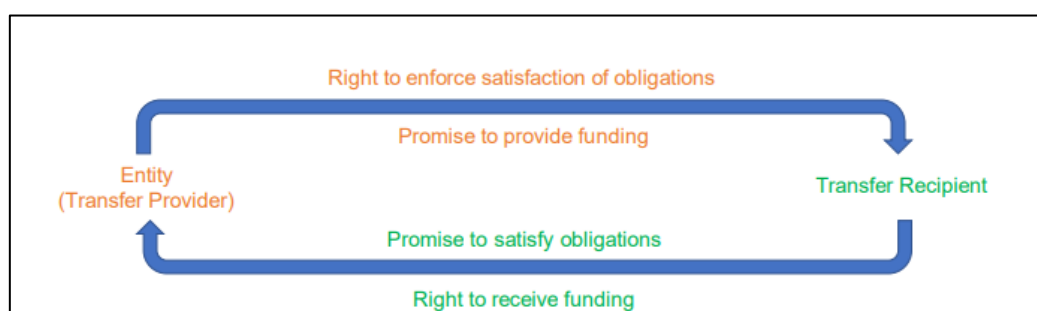 Right to enforce satisfaction of obligations
Promise to provide funding
Entity
(Transfer Provider)
Transfer Recipient
Promise to satisfy obligations
Right to receive funding